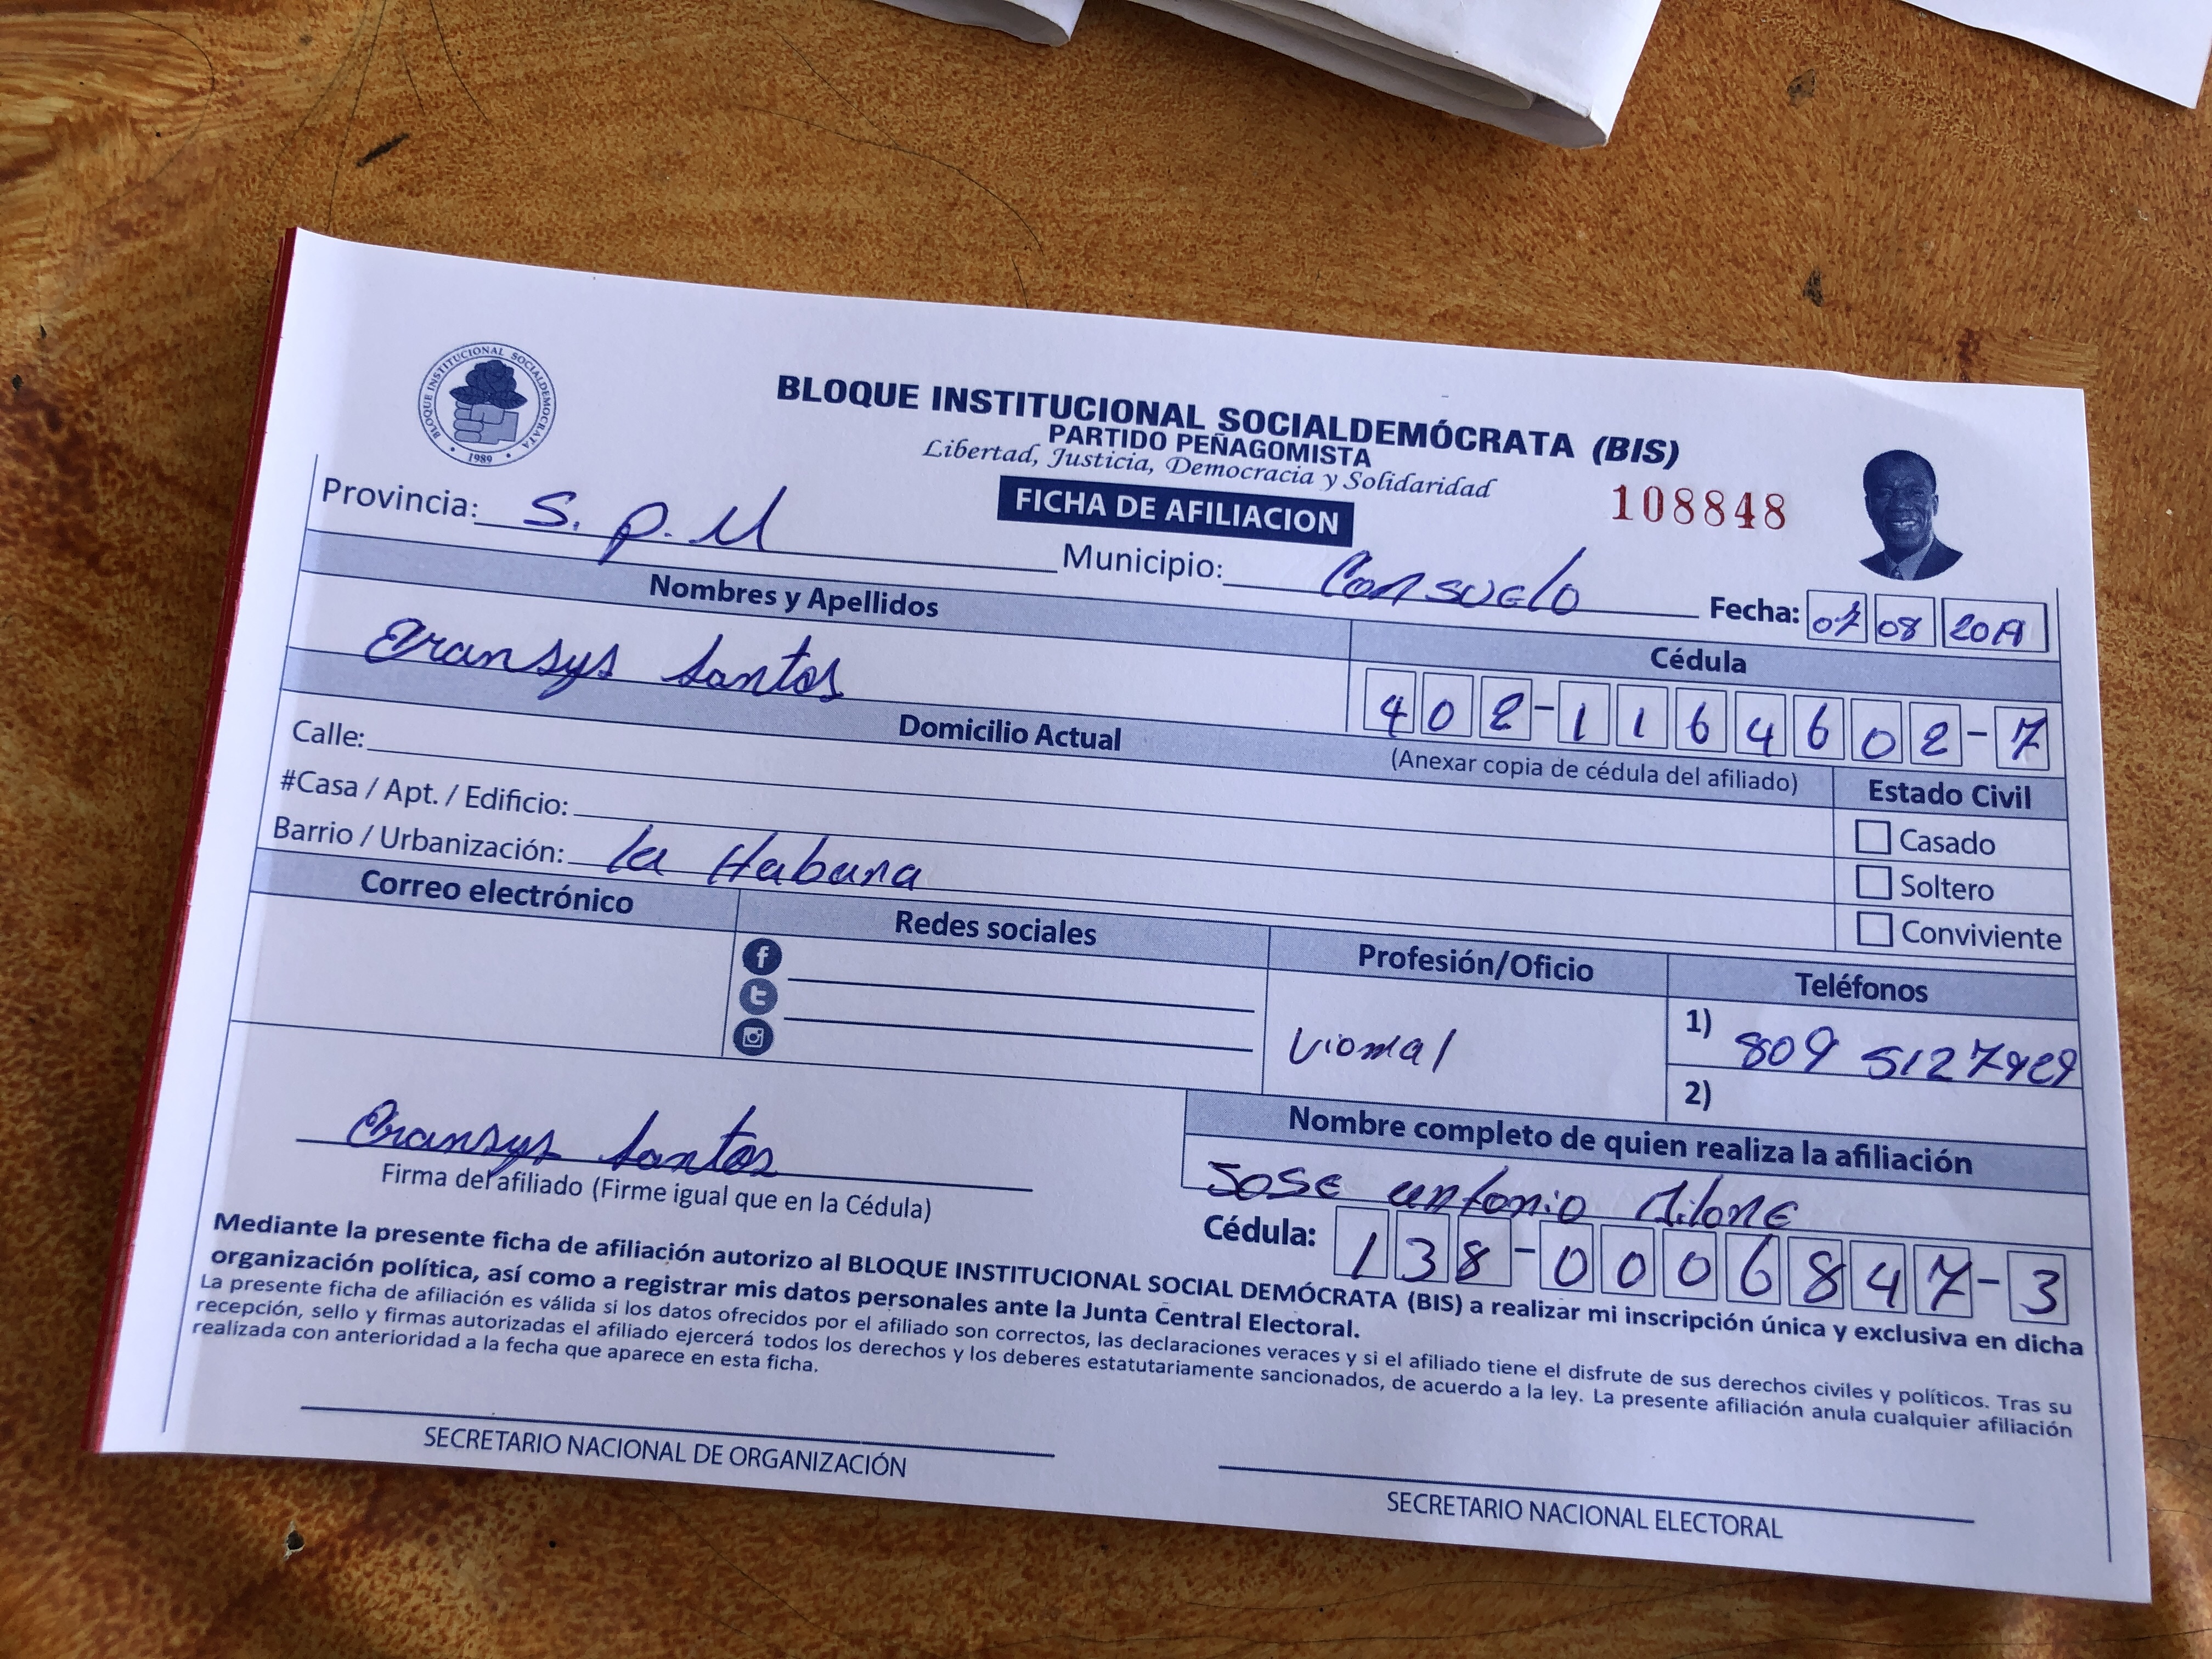 BLOQUE INSTITUCIONAL SOCIALDEMÓCRATA
1989
BLOQUE INSTITUCIONAL SOCIALDEMÓCRATA (BIS)
PARTIDO PEÑAGOMISTA
Libertad, Justicia, Democracia y Solidaridad
FICHA DE AFILIACION
108848
Provincia: S. P. M
Municipio: Consuelo
Fecha: 07 08 2019
Nombres y Apellidos
Santos
Cédula
402-1164602-7
(Anexar copia de cédula del afiliado)
Domicilio Actual
Calle:
#Casa / Apt. / Edificio:
Barrio / Urbanización: La Habana
Estado Civil
Casado
Soltero
Conviviente
Correo electrónico
Redes sociales
Profesión/Oficio
Teléfonos
1) 809 512
2)
Santos
Firma del afiliado (Firme igual que en la Cédula)
Nombre completo de quien realiza la afiliación
Jose antonio
Cédula: 138-0006847-3
Mediante la presente ficha de afiliación autorizo al BLOQUE INSTITUCIONAL SOCIAL DEMÓCRATA (BIS) a realizar mi inscripción única y exclusiva en dicha
organización política, así como a registrar mis datos personales ante la Junta Central Electoral.
La presente ficha de afiliación es válida si los datos ofrecidos por el afiliado son correctos, las declaraciones veraces y si el afiliado tiene el disfrute de sus derechos civiles y políticos. Tras su
recepción, sello y firmas autorizadas el afiliado ejercerá todos los derechos y los deberes estatutariamente sancionados, de acuerdo a la ley. La presente afiliación anula cualquier afiliación
realizada con anterioridad a la fecha que aparece en esta ficha.
SECRETARIO NACIONAL DE ORGANIZACIÓN
SECRETARIO NACIONAL ELECTORAL